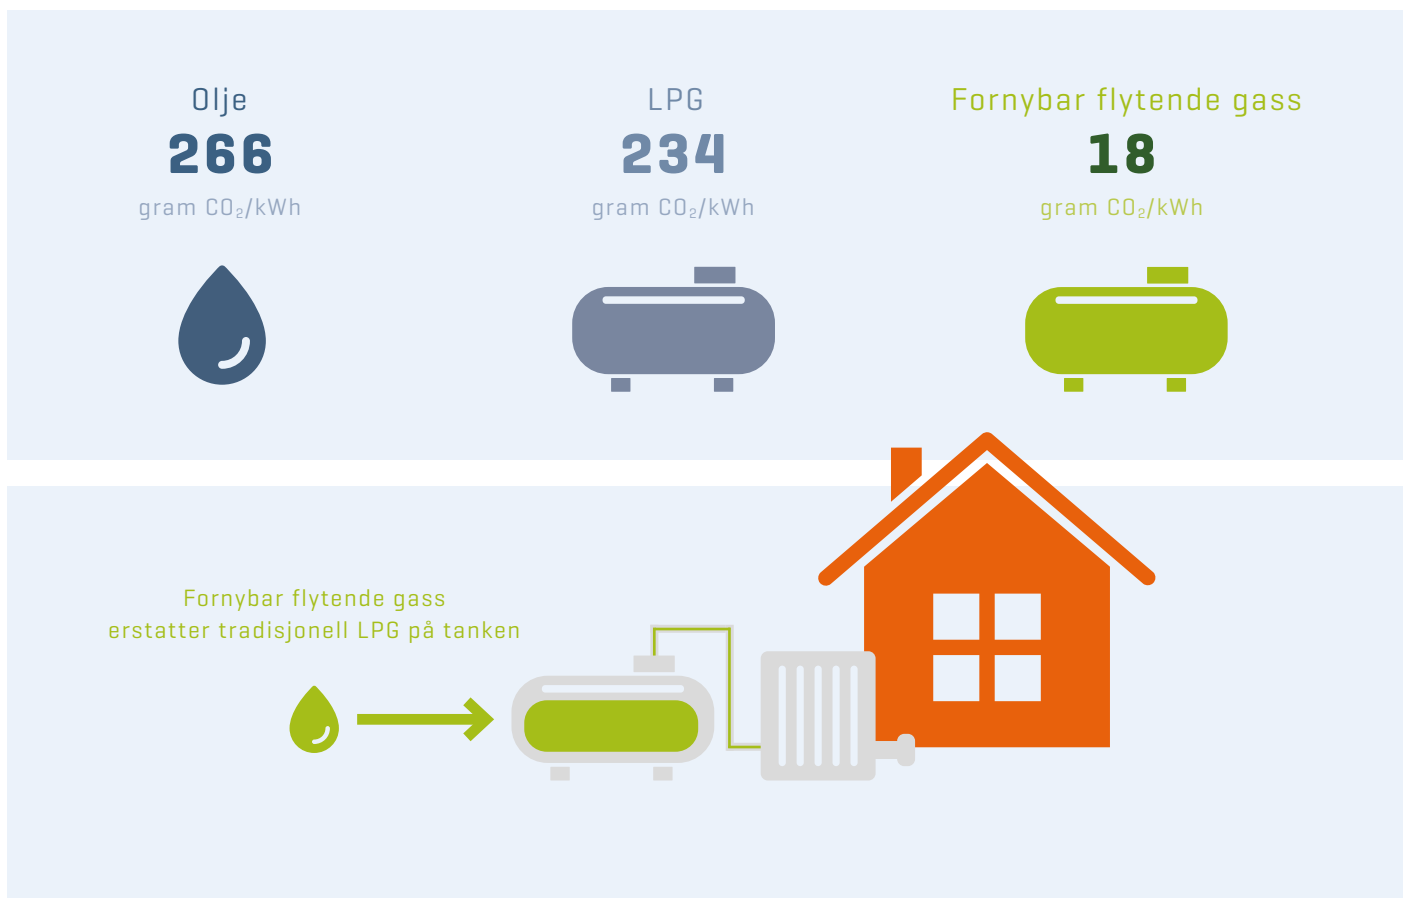 Olje
266
gram CO₂/kWh
LPG
234
gram CO₂/kWh
Fornybar flytende gass
18
gram CO₂/kWh
Fornybar flytende gass
erstatter tradisjonell LPG på tanken